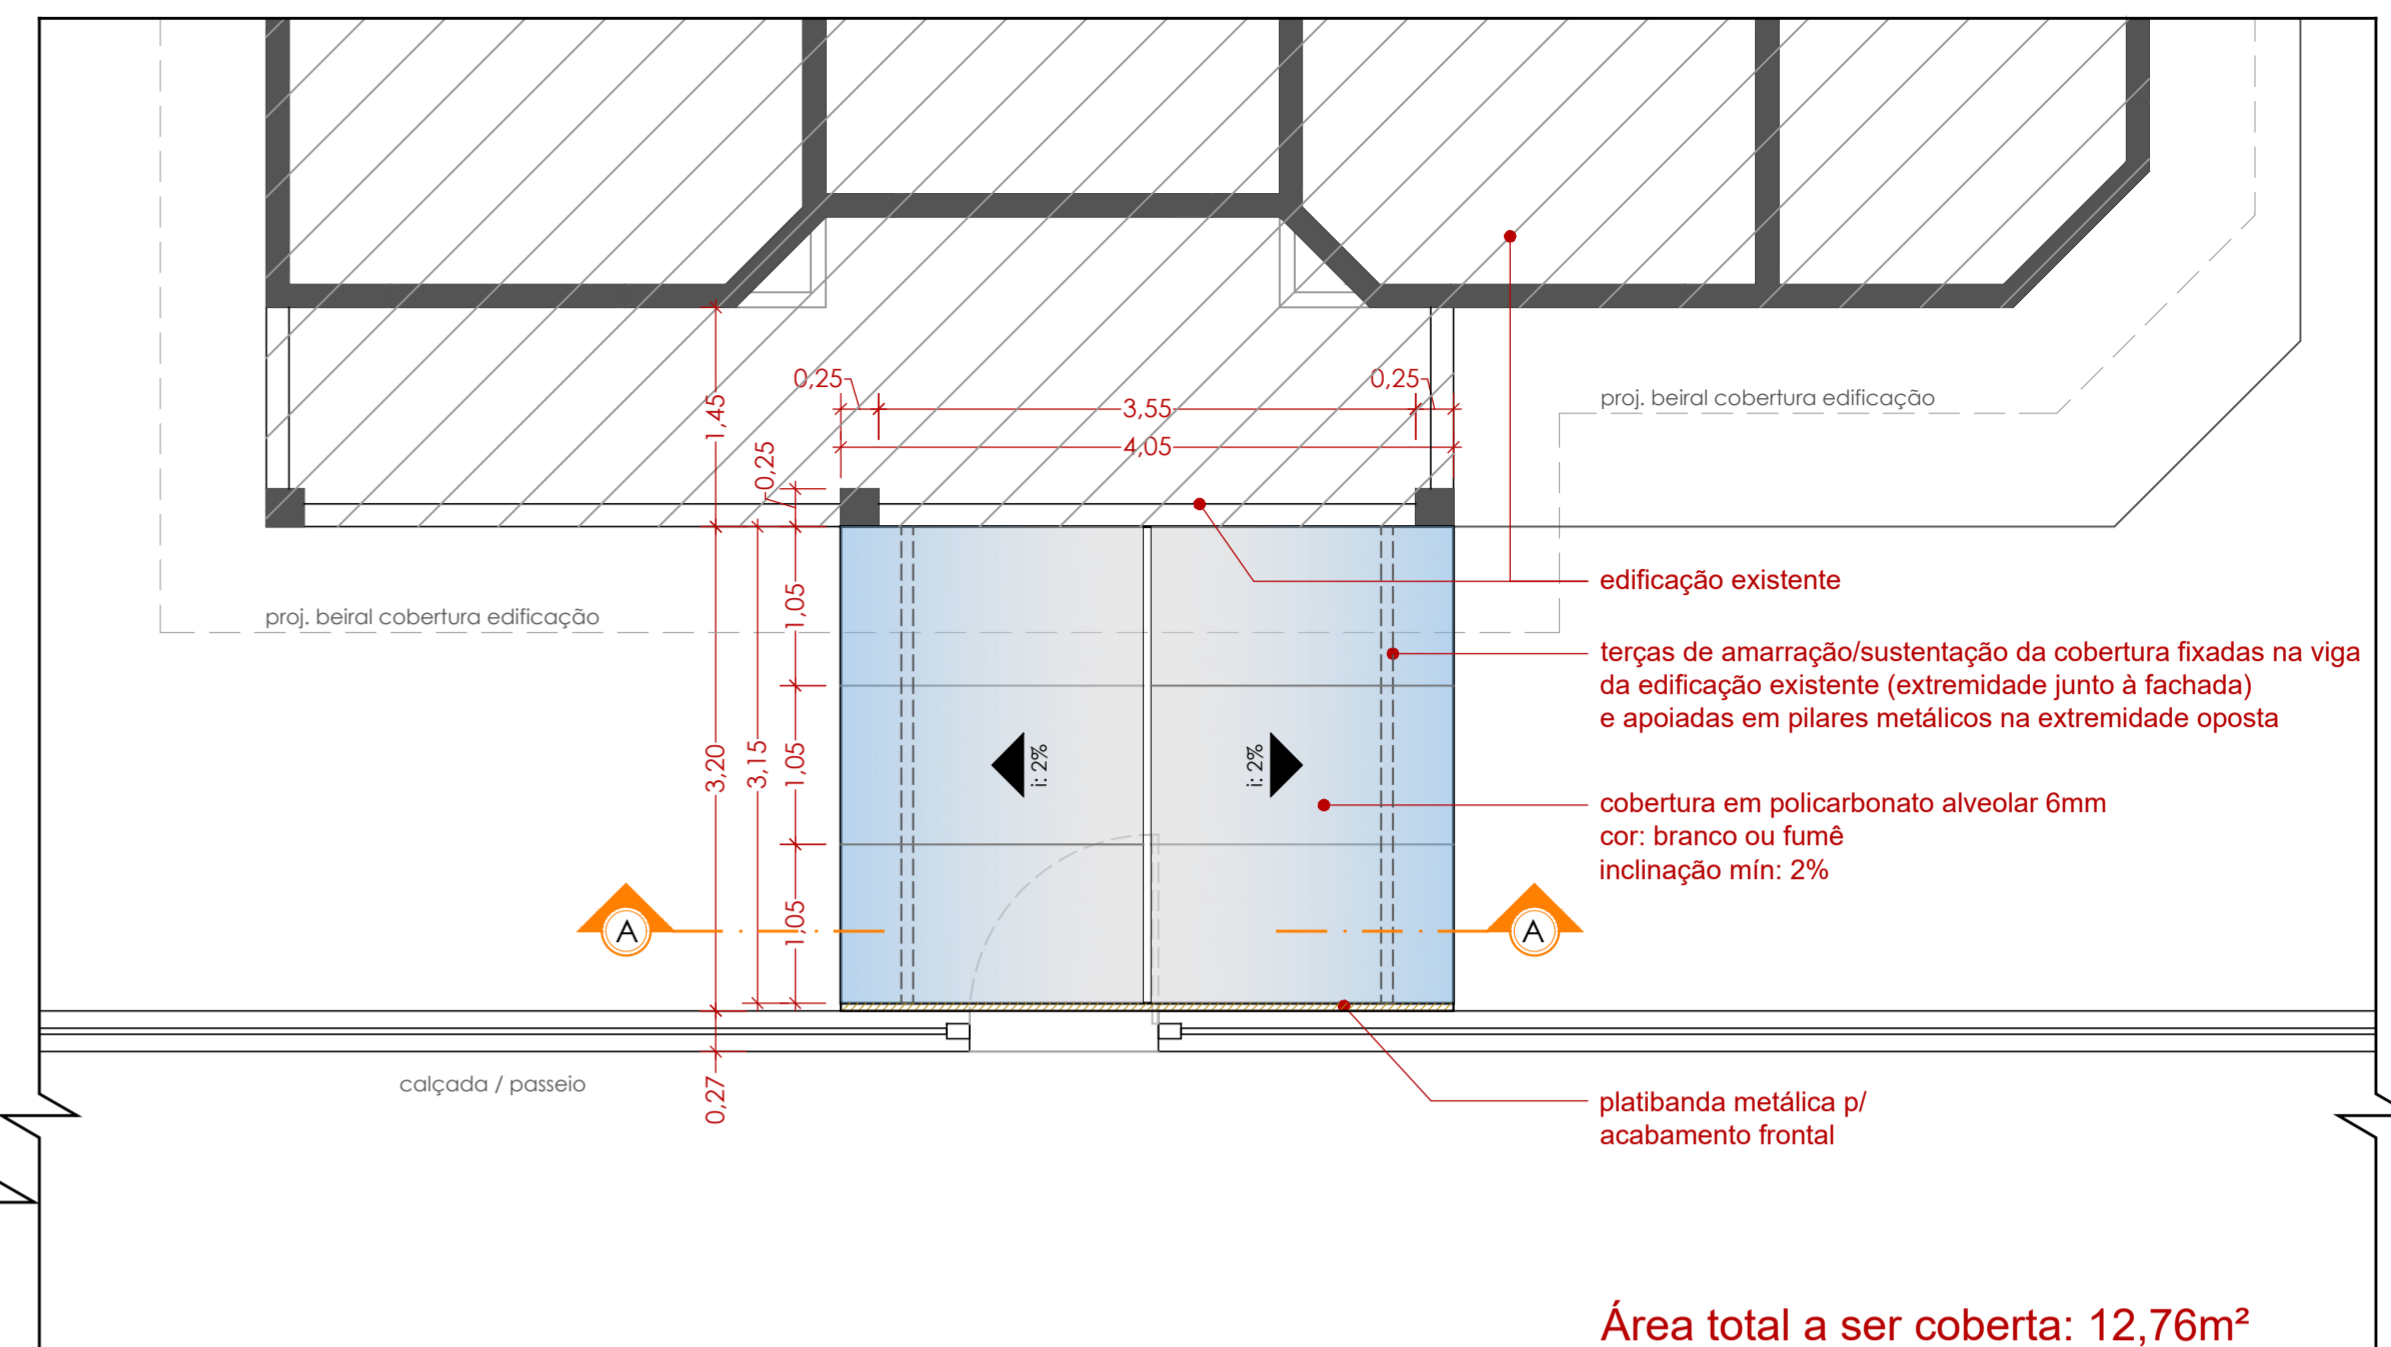 0,25
3,55
0,25
4,05
1,45
0,25
proj. beiral cobertura edificação
edificação existente
1,05
proj. beiral cobertura edificação
terças de amarração/sustentação da cobertura fixadas na viga
da edificação existente (extremidade junto à fachada)
e apoiadas em pilares metálicos na extremidade oposta
3,20
3,15
1,05
i: 2%
i: 2%
cobertura em policarbonato alveolar 6mm
cor: branco ou fumê
inclinação mín: 2%
1,05
A
A
calçada / passeio
0,27
platibanda metálica p/
acabamento frontal
Área total a ser coberta: 12,76m²